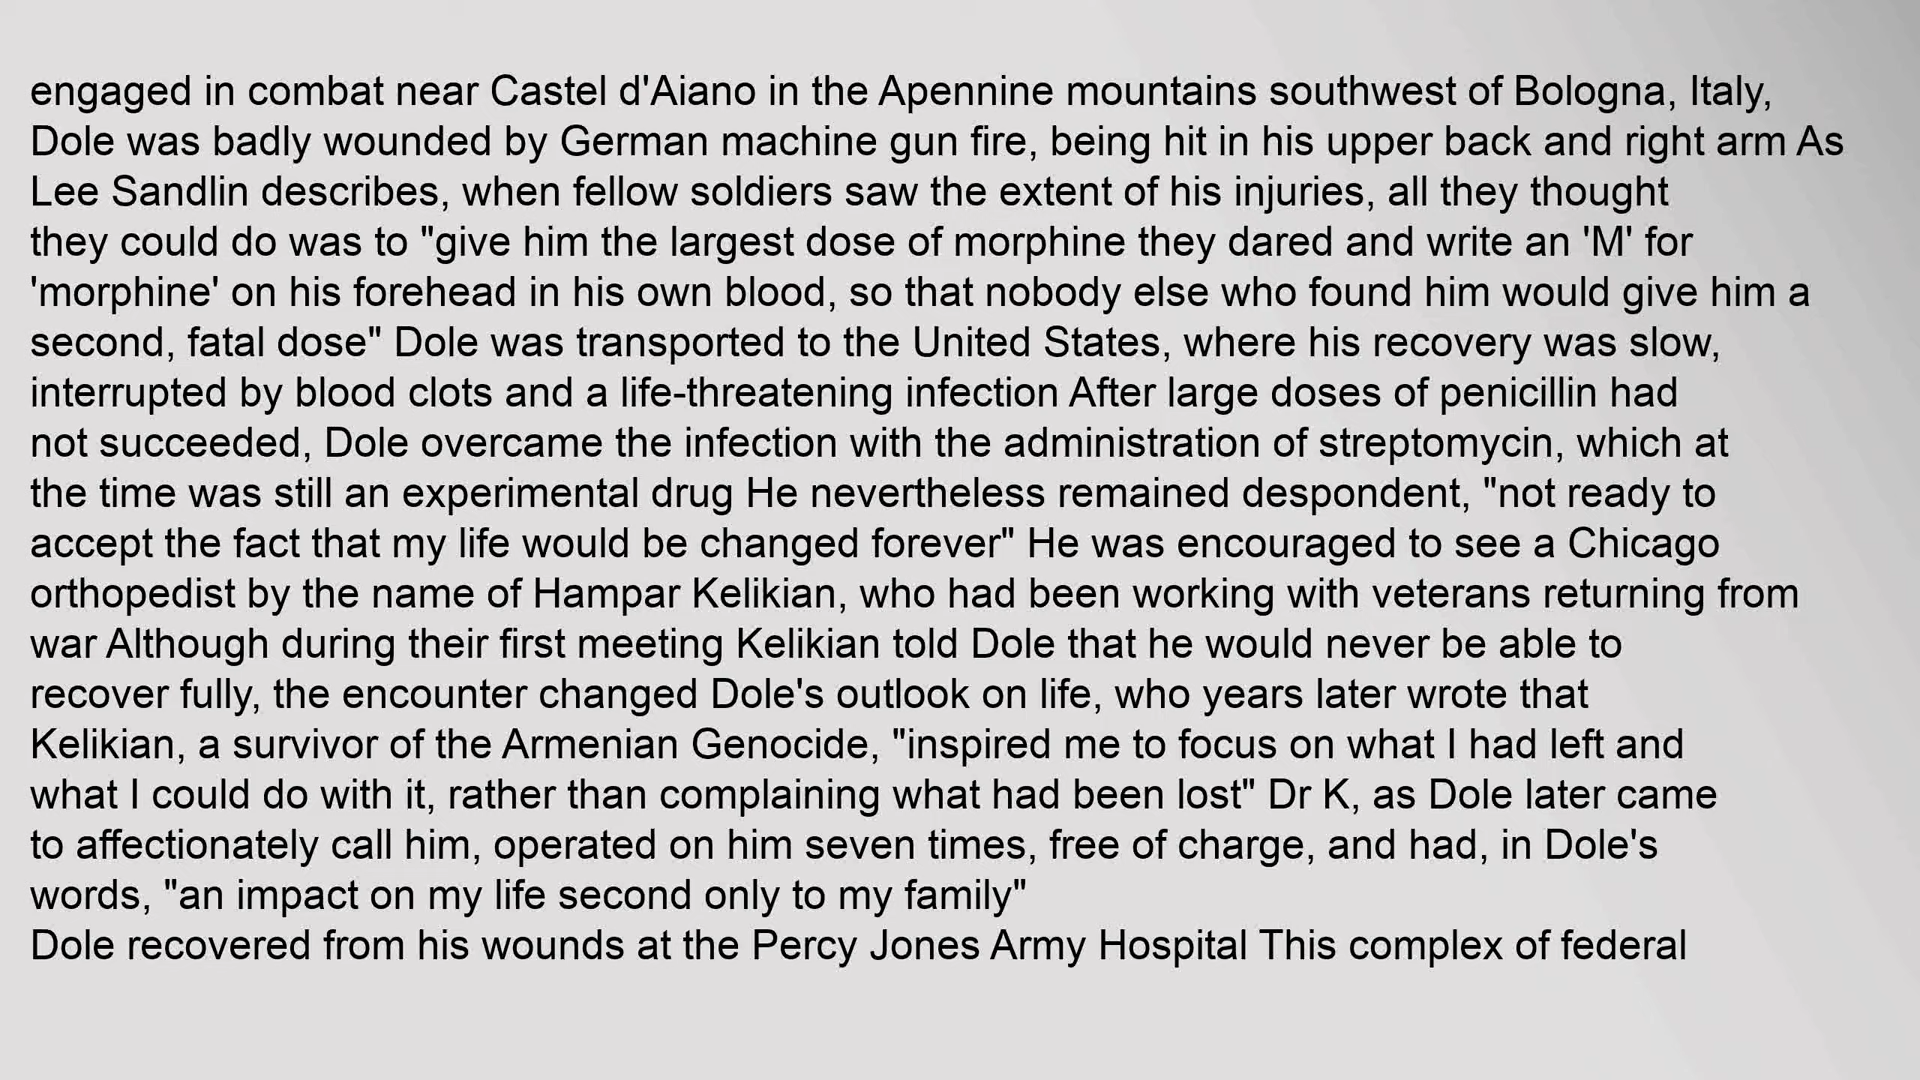 engaged in combat near Castel d'Aiano in the Apennine mountains southwest of Bologna, Italy,
Dole was badly wounded by German machine gun fire, being hit in his upper back and right arm As
Lee Sandlin describes, when fellow soldiers saw the extent of his injuries, all they thought
they could do was to "give him the largest dose of morphine they dared and write an 'M' for
'morphine' on his forehead in his own blood, so that nobody else who found him would give him a
second, fatal dose" Dole was transported to the United States, where his recovery was slow,
interrupted by blood clots and a life-threatening infection After large doses of penicillin had
not succeeded, Dole overcame the infection with the administration of streptomycin, which at
the time was still an experimental drug He nevertheless remained despondent, "not ready to
accept the fact that my life would be changed forever" He was encouraged to see a Chicago
orthopedist by the name of Hampar Kelikian, who had been working with veterans returning from
war Although during their first meeting Kelikian told Dole that he would never be able to
recover fully, the encounter changed Dole's outlook on life, who years later wrote that
Kelikian, a survivor of the Armenian Genocide, "inspired me to focus on what I had left and
what I could do with it, rather than complaining what had been lost" Dr K, as Dole later came
to affectionately call him, operated on him seven times, free of charge, and had, in Dole's
words, "an impact on my life second only to my family"
Dole recovered from his wounds at the Percy Jones Army Hospital This complex of federal